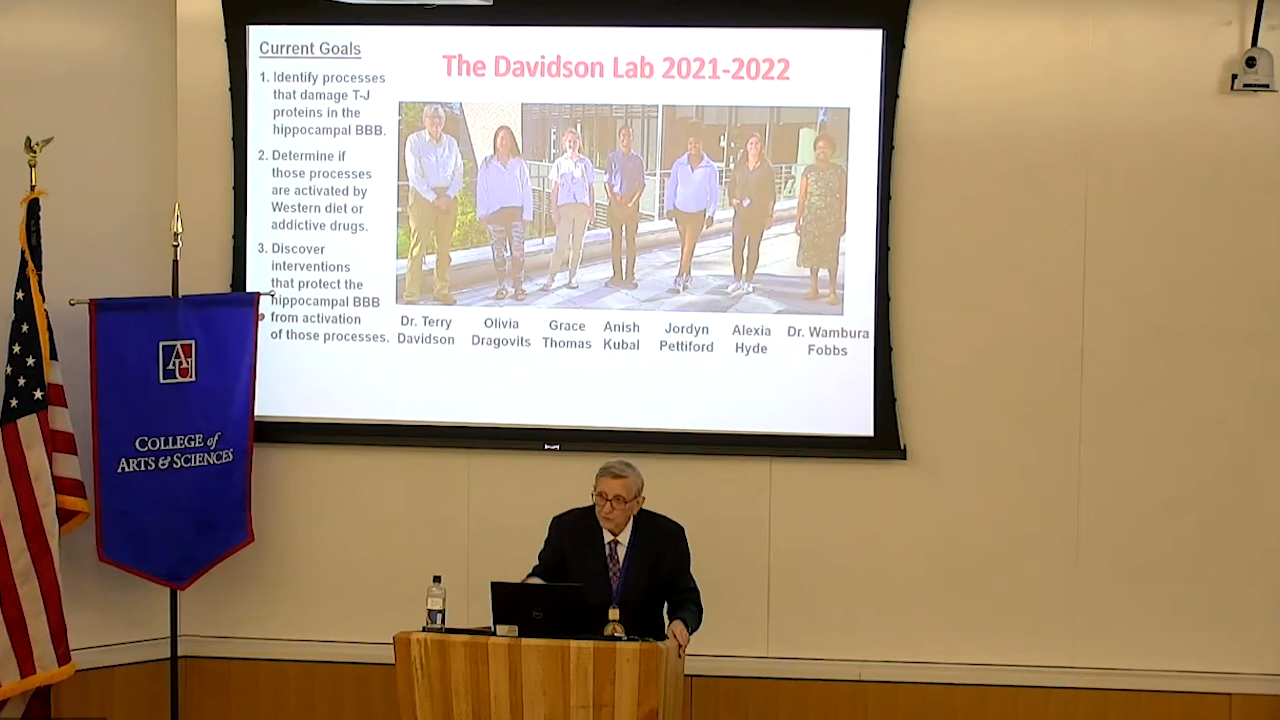 Current Goals
1. Identify processes
that damage T-J
proteins in the
hippocampal BBB.
2. Determine if
those processes
are activated by
Western diet or
addictive drugs.
3. Discover
interventions
that protect the
hippocampal BBB
from activation
of those processes.
The Davidson Lab 2021-2022
Dr. Terry
Davidson
Olivia
Dragovits
Grace
Thomas
Anish
Kubal
Jordyn
Pettiford
Alexia
Hyde
Dr. Wambura
Fobbs
AU
COLLEGE of
ARTS & SCIENCES